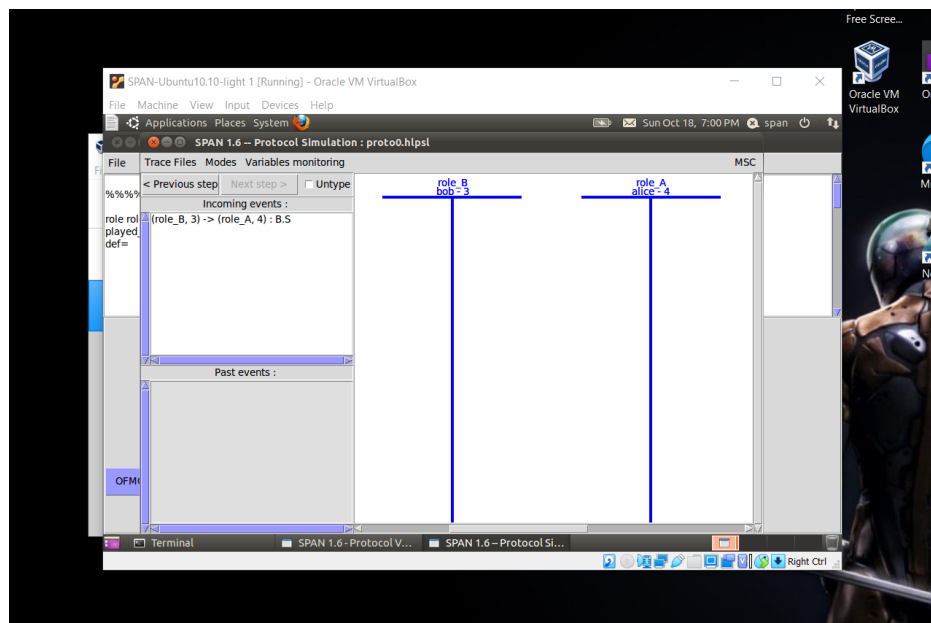 Free Scree...
Oracle VM
VirtualBox
SPAN-Ubuntu10.10-light 1 [Running] - Oracle VM VirtualBox
File Machine View Input Devices Help
Applications Places System
Sun Oct 18, 7:00 PM
span
SPAN 1.6 -- Protocol Simulation : proto0.hlpsl
File
Trace Files Modes Variables monitoring
MSC
< Previous step
Next step >
Untype
Incoming events :
(role_B, 3) -> (role_A, 4) : B.S
Past events :
role_B
bob - 3
role_A
alice - 4
%%%%
role rol
played_
def=
OFM
Terminal
SPAN 1.6 - Protocol V...
SPAN 1.6 – Protocol Si...
Right Ctrl